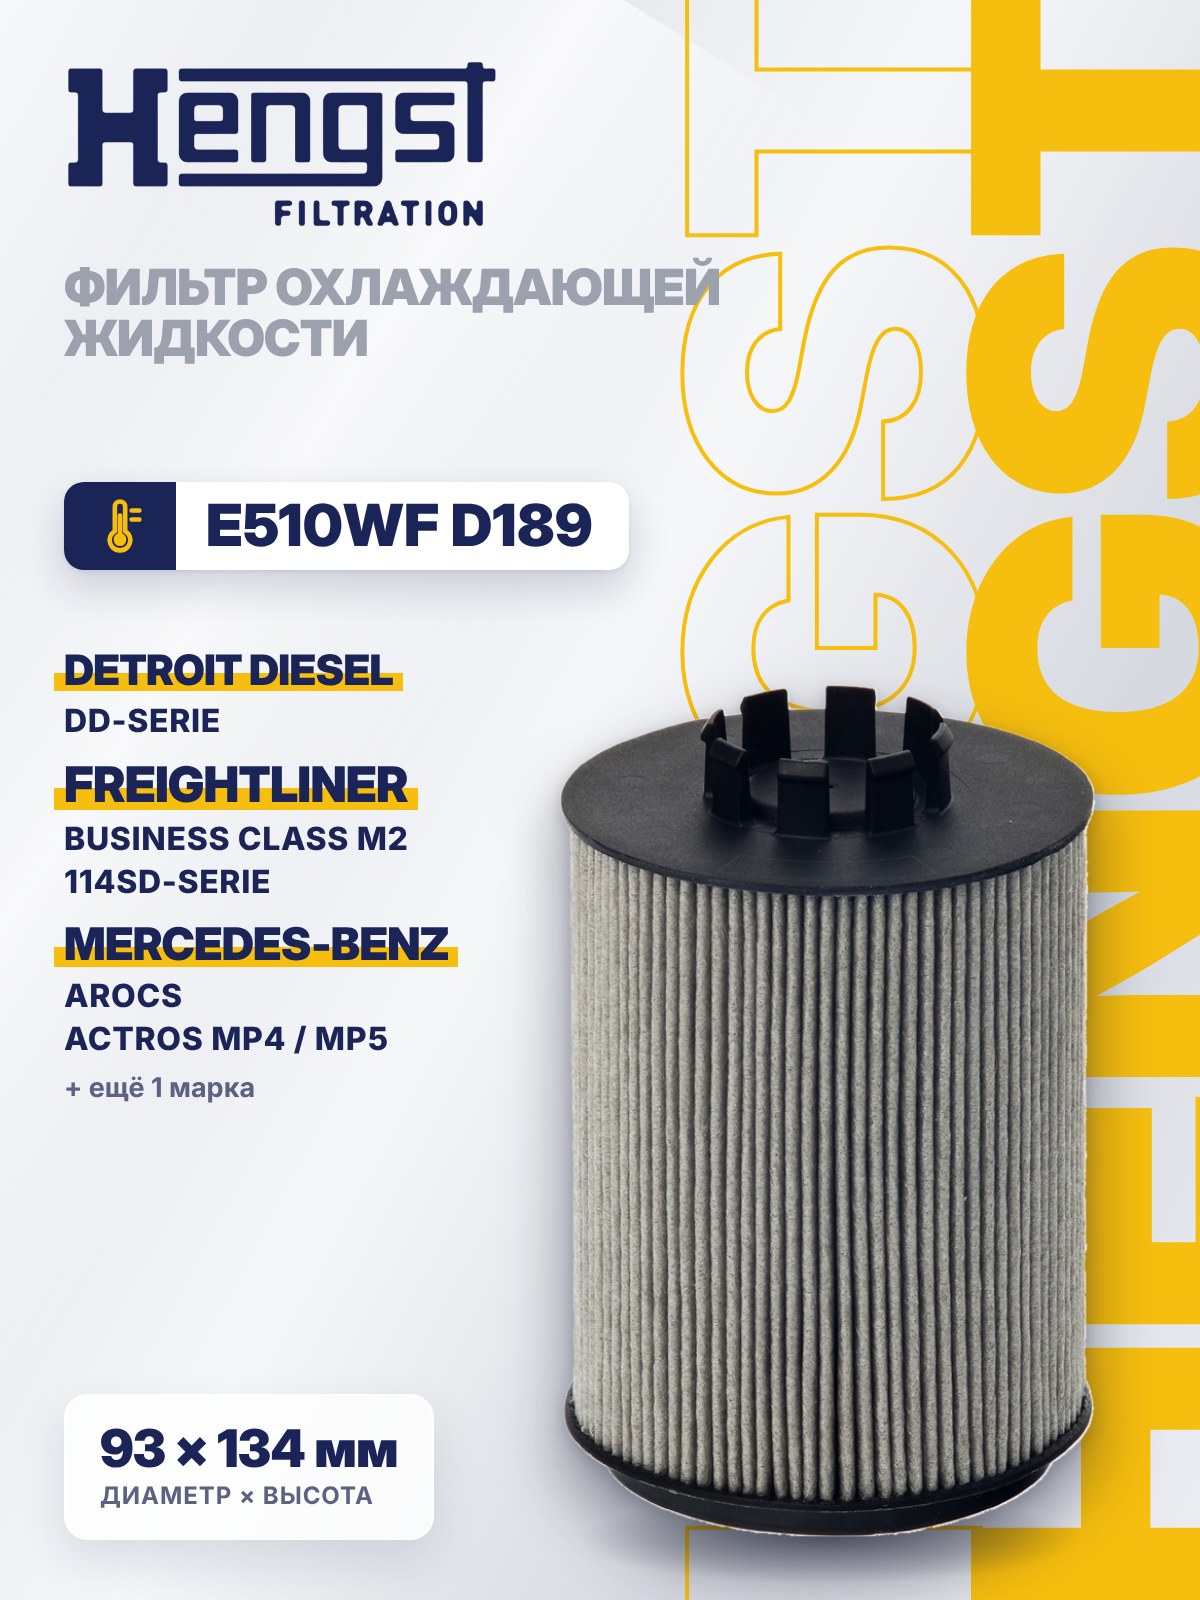 Hengst
FILTRATION
ФИЛЬТР ОХЛАЖДАЮЩЕЙ
ЖИДКОСТИ
E510WF D189
DETROIT DIESEL
DD-SERIE
FREIGHTLINER
BUSINESS CLASS M2
114SD-SERIE
MERCEDES-BENZ
AROCS
ACTROS MP4 / MP5
+ ещё 1 марка
93 × 134 мм
ДИАМЕТР × ВЫСОТА
HENGST
HENGST